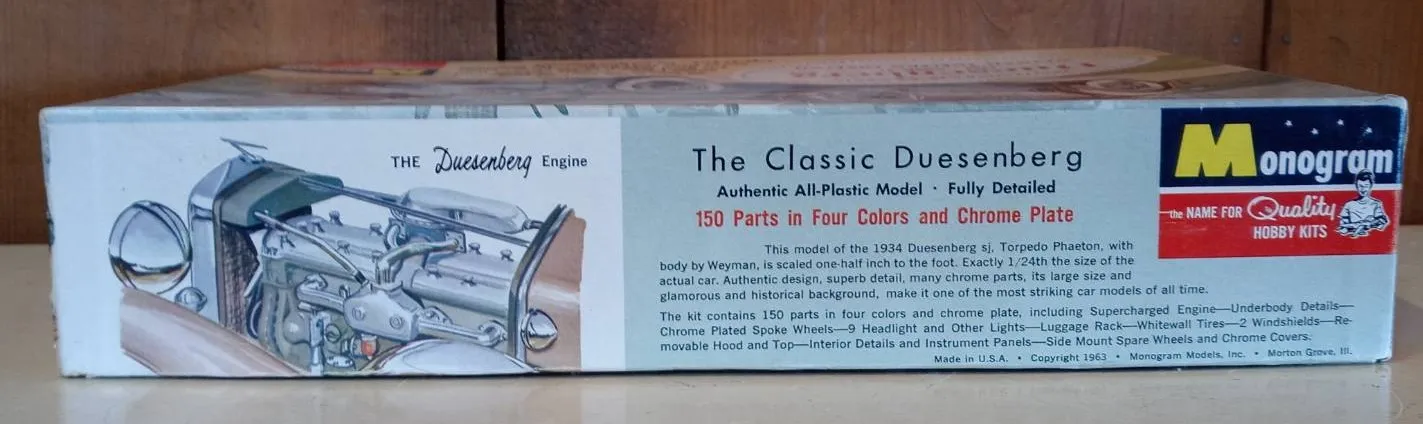 THE Duesenberg Engine
The Classic Duesenberg
Authentic All-Plastic Model · Fully Detailed
150 Parts in Four Colors and Chrome Plate
This model of the 1934 Duesenberg sj, Torpedo Phaeton, with
body by Weyman, is scaled one-half inch to the foot. Exactly 1/24th the size of the
actual car. Authentic design, superb detail, many chrome parts, its large size and
glamorous and historical background, make it one of the most striking car models of all time.
The kit contains 150 parts in four colors and chrome plate, including Supercharged Engine—Underbody Details—
Chrome Plated Spoke Wheels—9 Headlight and Other Lights—Luggage Rack—Whitewall Tires—2 Windshields—Re-
movable Hood and Top—Interior Details and Instrument Panels—Side Mount Spare Wheels and Chrome Covers.
Made in U.S.A. • Copyright 1963 • Monogram Models, Inc. • Morton Grove, Ill.
Monogram
the NAME FOR Quality
HOBBY KITS